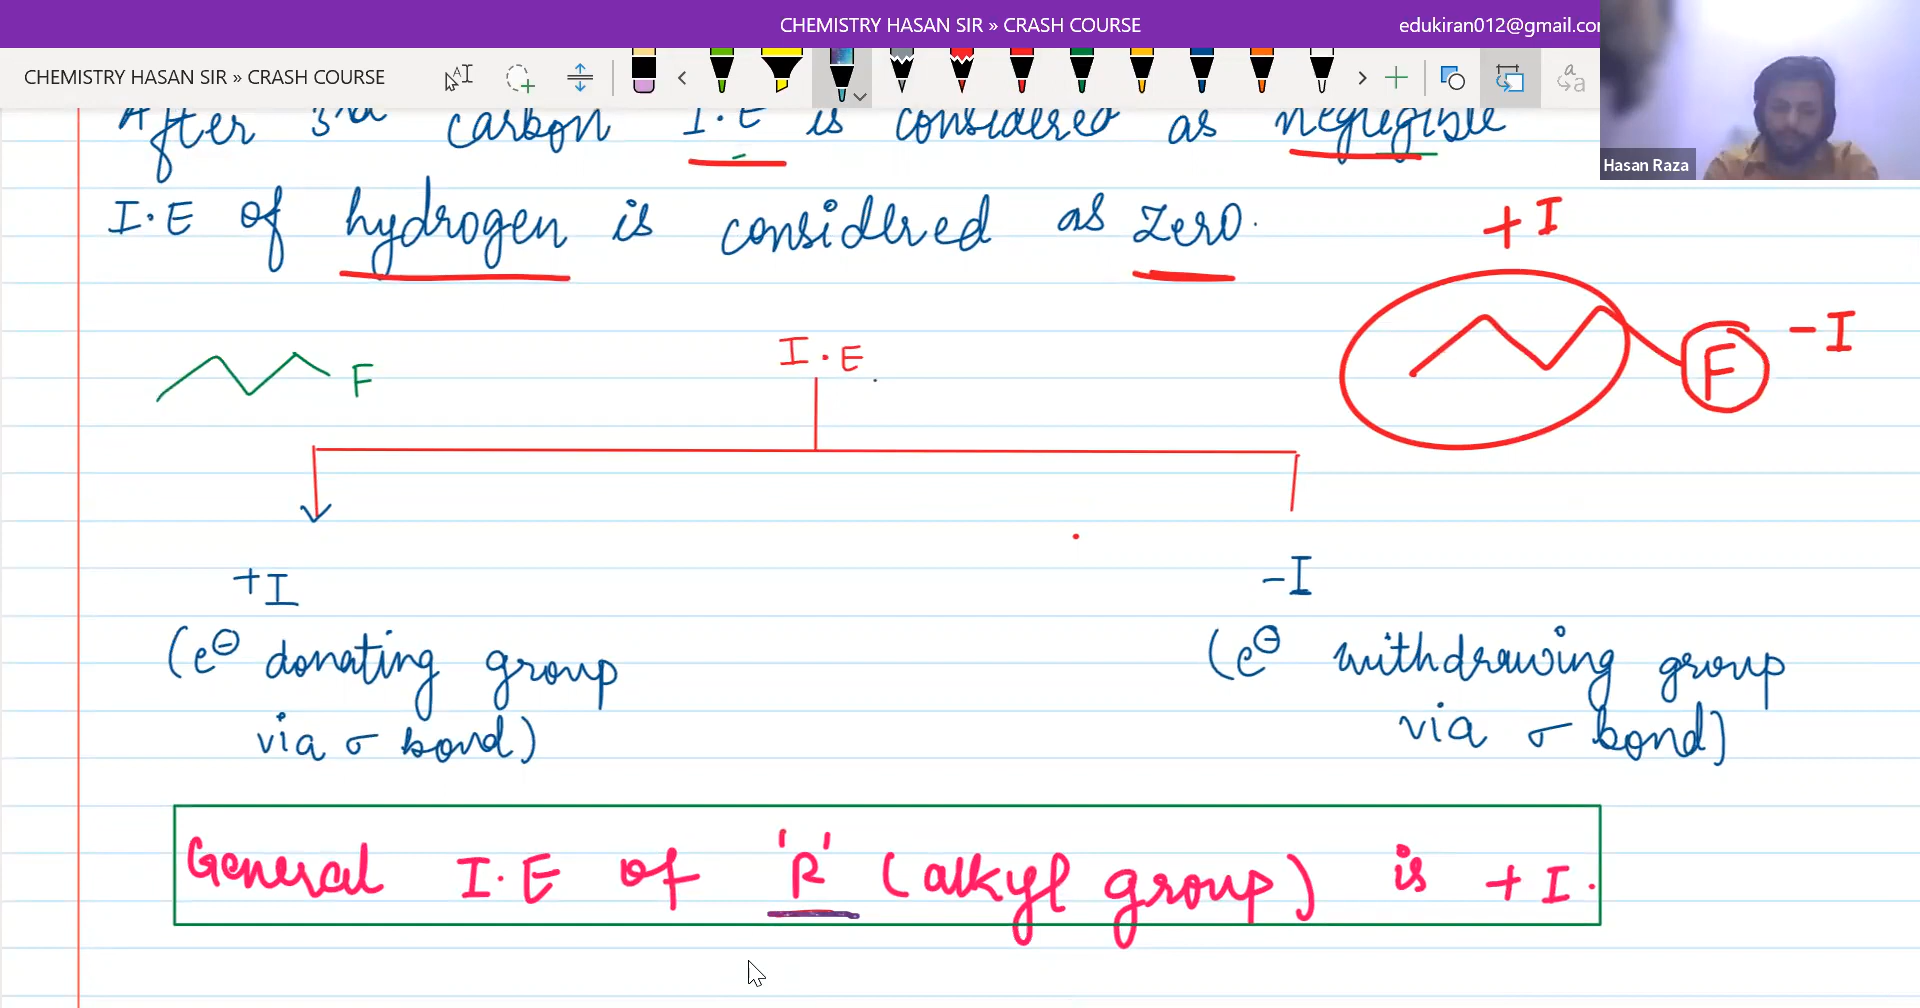 CHEMISTRY HASAN SIR » CRASH COURSE
edukiran012@gmail.co
CHEMISTRY HASAN SIR » CRASH COURSE
Hasan Raza
After 3rd carbon I.E is considered as negligible
I.E of hydrogen is considered as zero.
+I
F
I.E
F
-I
+I
-I
(e⊖ donating group
via σ bond)
(e⊖ withdrawing group
via σ bond)
General I.E of 'R' (alkyl group) is +I.